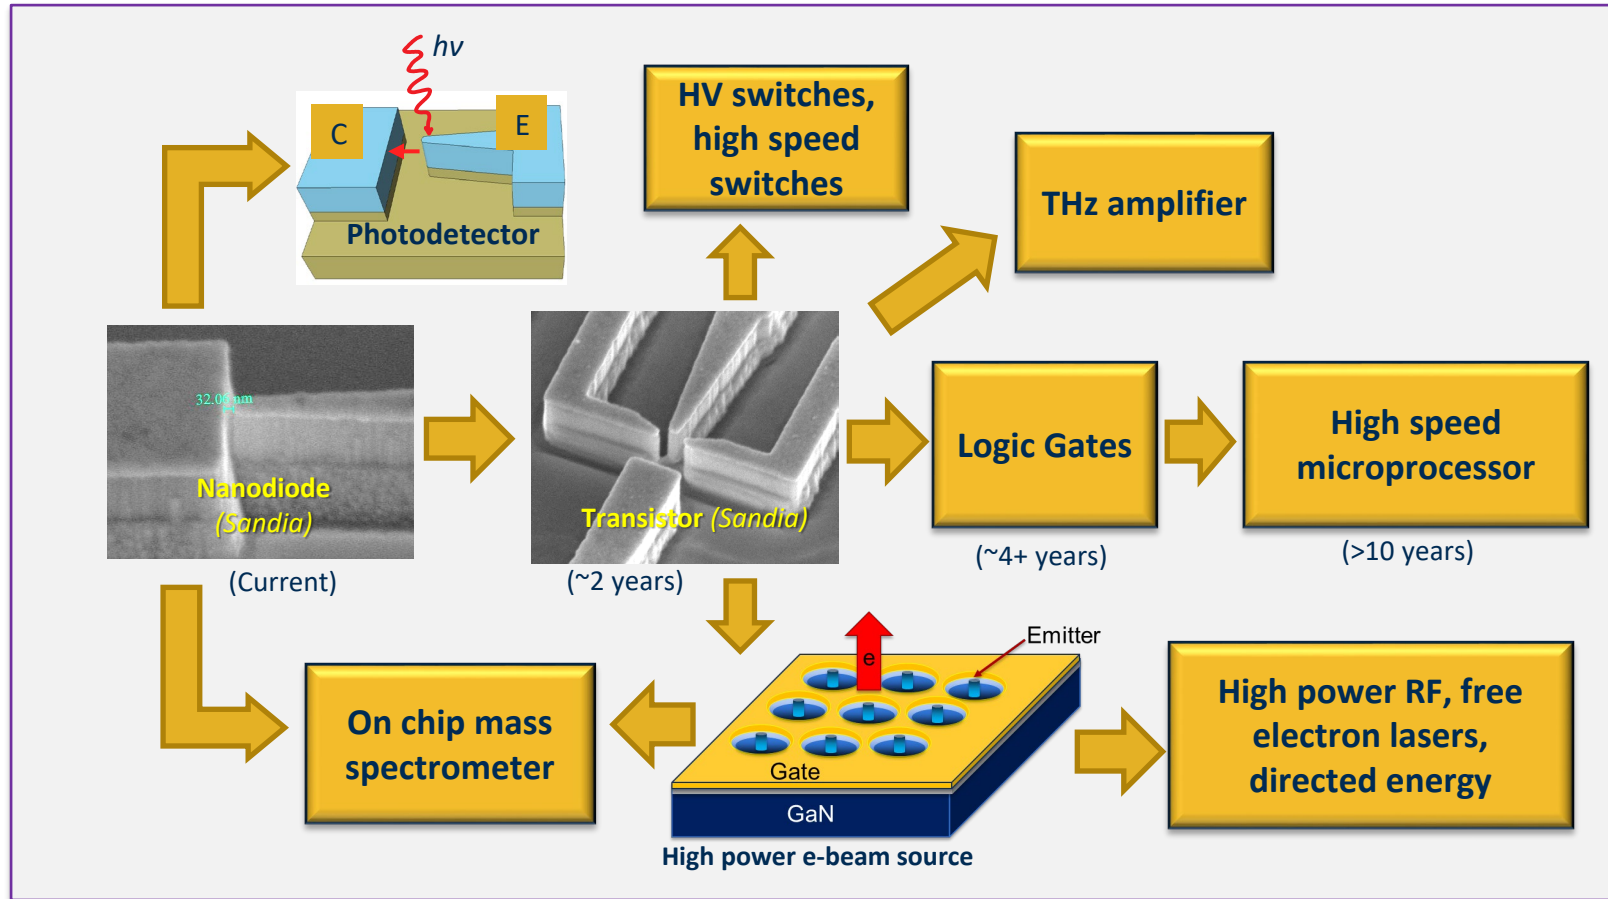 hν
C
E
Photodetector
HV switches,
high speed
switches
THz amplifier
32.00 nm
Nanodiode
(Sandia)
(Current)
Transistor (Sandia)
(~2 years)
Logic Gates
(~4+ years)
High speed
microprocessor
(>10 years)
On chip mass
spectrometer
e
Emitter
Gate
GaN
High power e-beam source
High power RF, free
electron lasers,
directed energy